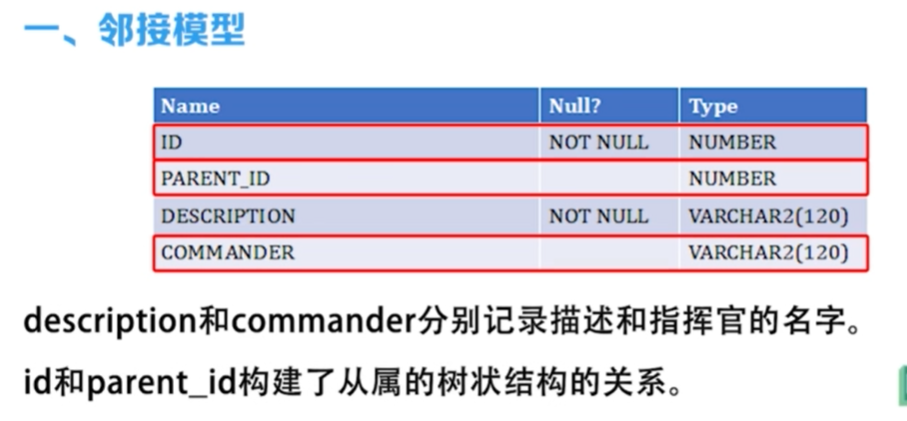 一、邻接模型
Name Null? Type
ID NOT NULL NUMBER
PARENT_ID NUMBER
DESCRIPTION NOT NULL VARCHAR2(120)
COMMANDER VARCHAR2(120)
description和commander分别记录描述和指挥官的名字。
id和parent_id构建了从属的树状结构的关系。